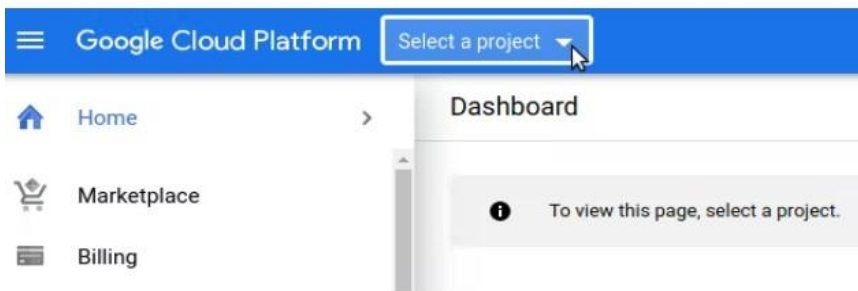 Google Cloud Platform Select a project
Home
Dashboard
Marketplace
To view this page, select a project.
Billing